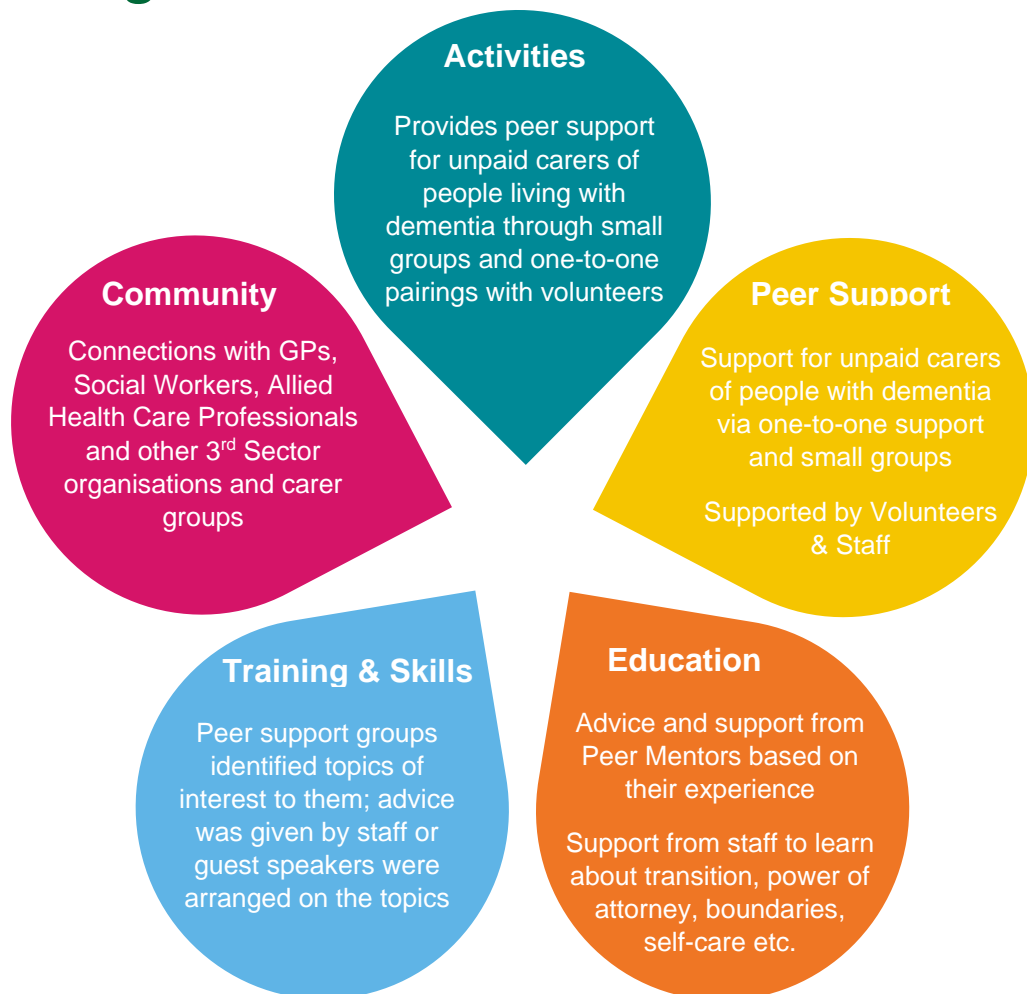 Activities
Provides peer support
for unpaid carers of
people living with
dementia through small
groups and one-to-one
pairings with volunteers
Community
Connections with GPs,
Social Workers, Allied
Health Care Professionals
and other 3rd Sector
organisations and carer
groups
Peer Support
Support for unpaid carers
of people with dementia
via one-to-one support
and small groups
Supported by Volunteers
& Staff
Training & Skills
Peer support groups
identified topics of
interest to them; advice
was given by staff or
guest speakers were
arranged on the topics
Education
Advice and support from
Peer Mentors based on
their experience
Support from staff to learn
about transition, power of
attorney, boundaries,
self-care etc.